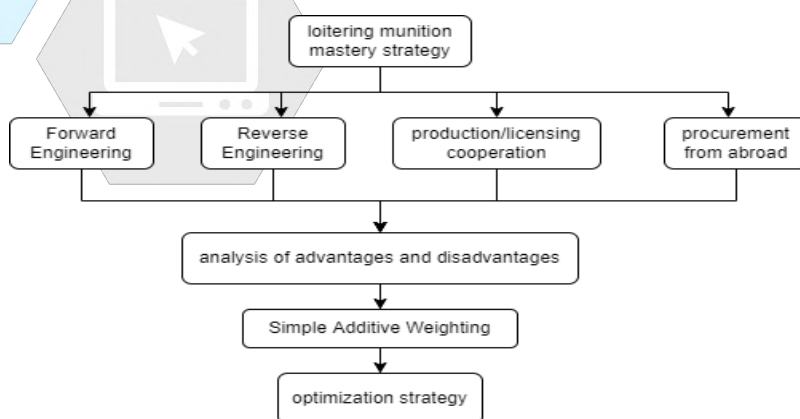 loitering munition
mastery strategy
Forward
Engineering
Reverse
Engineering
production/licensing
cooperation
procurement
from abroad
analysis of advantages and disadvantages
Simple Additive Weighting
optimization strategy